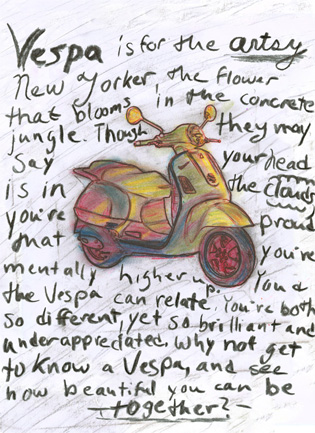 Vespa is for the artsy
New Yorker the flower
that blooms in the concrete
jungle. Though they may
say your head
is in the clouds
you're proud
that you're
mentally higher up. You &
the Vespa can relate. You're both
so different, yet so brilliant and
underappreciated, why not get
to know a Vespa, and see
how beautiful you can be
-together?-